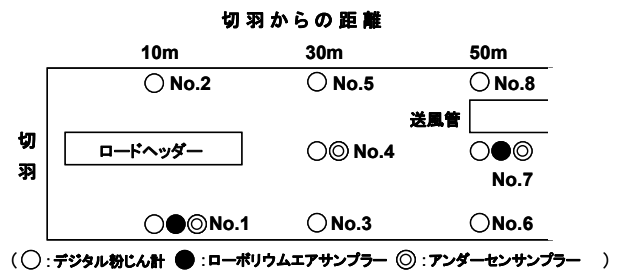 切羽からの距離
10m 30m 50m
No.2 No.5 No.8
送風管
切羽
ロードヘッダー
No.4
No.7
No.1 No.3 No.6
(○:デジタル粉じん計 ●:ローボリウムエアサンプラー ◎:アンダーセンサンプラー )